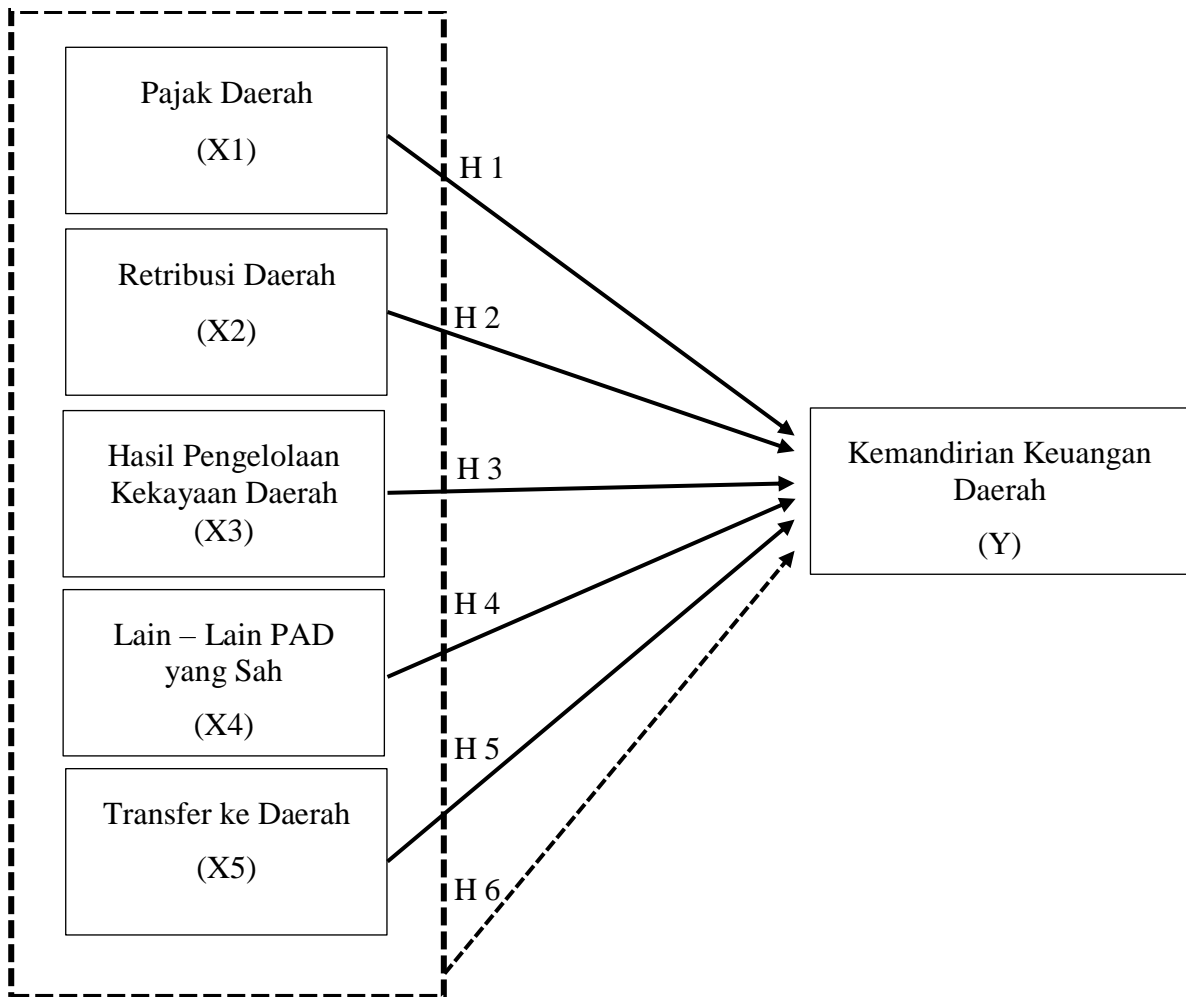 Pajak Daerah
(X1)
H 1
Retribusi Daerah
(X2)
H 2
Hasil Pengelolaan
Kekayaan Daerah
(X3)
H 3
Lain – Lain PAD
yang Sah
(X4)
H 4
Transfer ke Daerah
(X5)
H 5
H 6
Kemandirian Keuangan
Daerah
(Y)